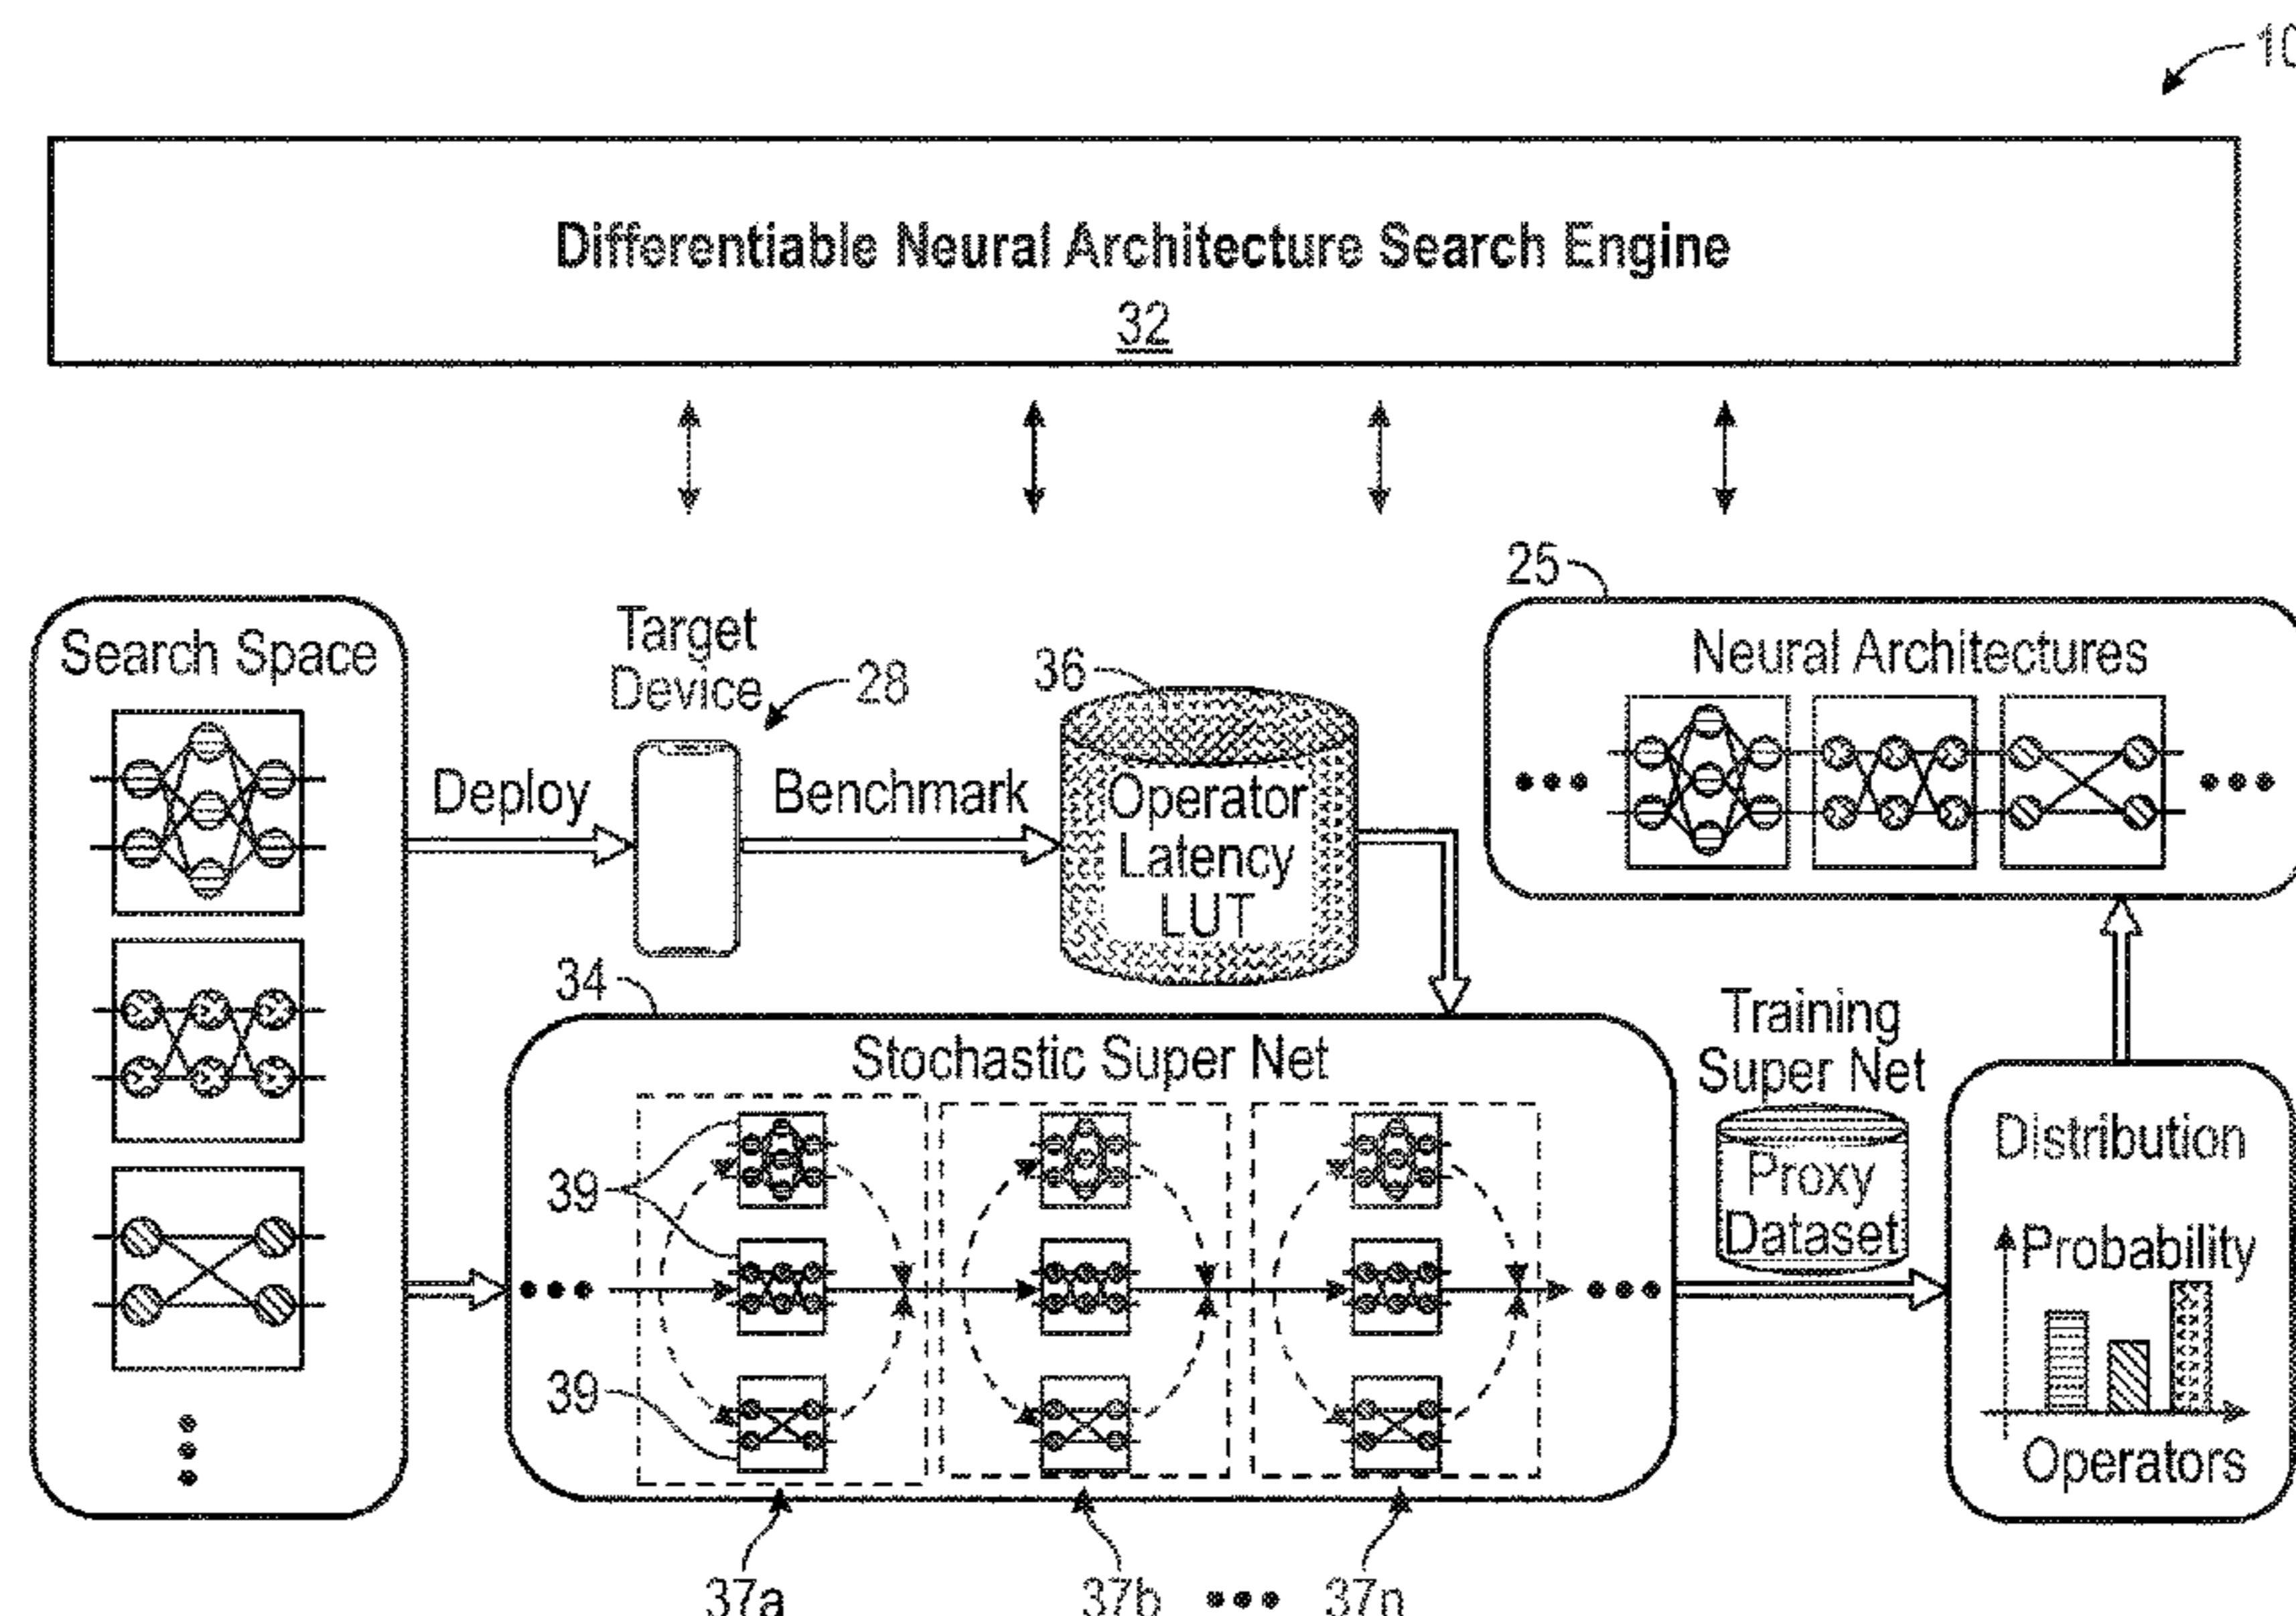 10
Differentiable Neural Architecture Search Engine
32
25
Search Space
Target
Device
28
36
Neural Architectures
Deploy
Benchmark
Operator
Latency
LUT
34
Stochastic Super Net
Training
Super Net
Proxy
Dataset
Distribution
Probability
Operators
39
39
37a
37b
37n